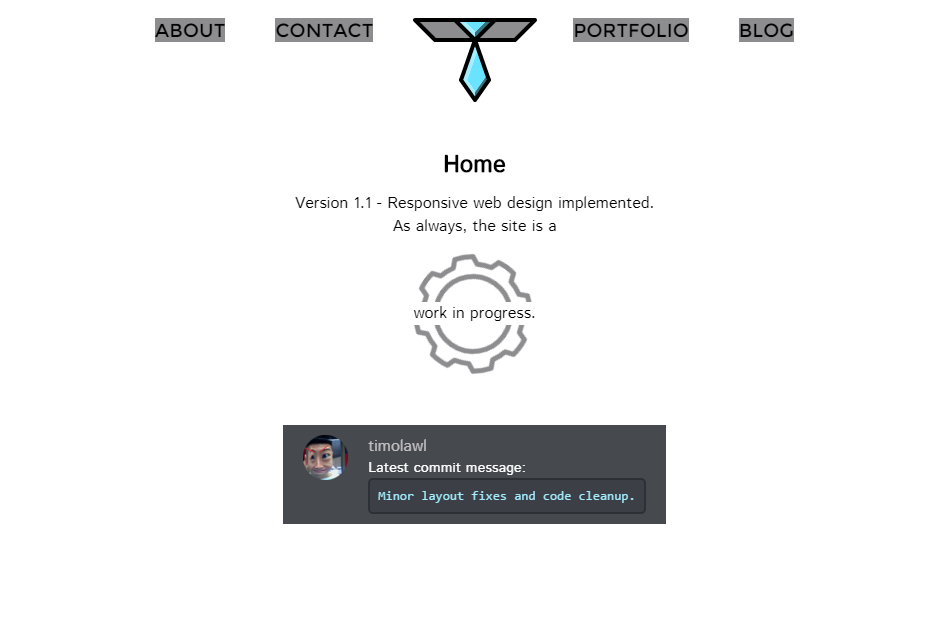 ABOUT CONTACT PORTFOLIO BLOG
Home
Version 1.1 - Responsive web design implemented.
As always, the site is a
work in progress.
timolawl
Latest commit message:
Minor layout fixes and code cleanup.